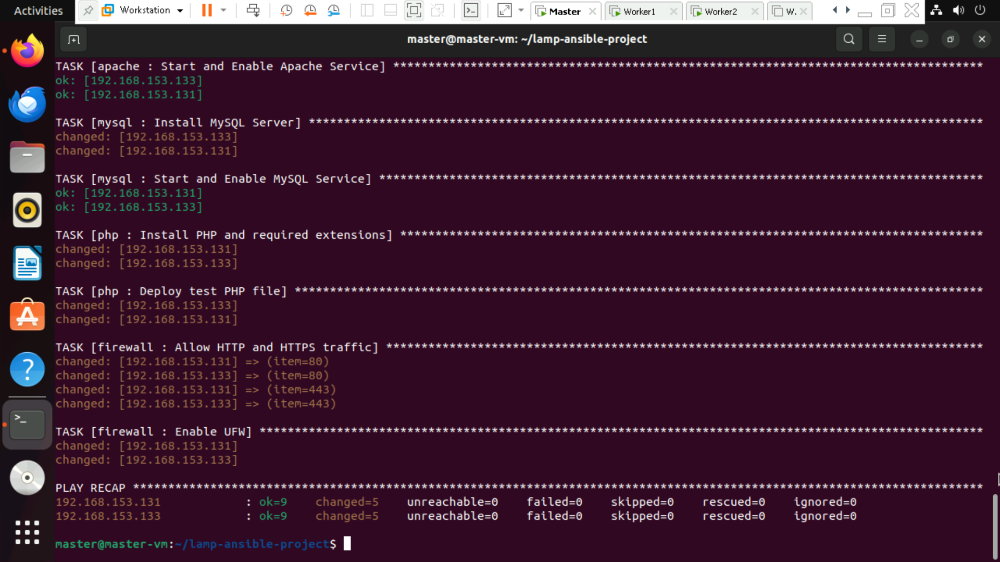 Activities
Workstation
Master
Worker1
Worker2
W.
master@master-vm: ~/lamp-ansible-project
TASK [apache : Start and Enable Apache Service] ************************************************************************************
ok: [192.168.153.133]
ok: [192.168.153.131]
TASK [mysql : Install MySQL Server] ************************************************************************************************
changed: [192.168.153.133]
changed: [192.168.153.131]
TASK [mysql : Start and Enable MySQL Service] **************************************************************************************
ok: [192.168.153.131]
ok: [192.168.153.133]
TASK [php : Install PHP and required extensions] ***********************************************************************************
changed: [192.168.153.131]
changed: [192.168.153.133]
TASK [php : Deploy test PHP file] **************************************************************************************************
changed: [192.168.153.133]
changed: [192.168.153.131]
TASK [firewall : Allow HTTP and HTTPS traffic] *************************************************************************************
changed: [192.168.153.131] => (item=80)
changed: [192.168.153.133] => (item=80)
changed: [192.168.153.131] => (item=443)
changed: [192.168.153.133] => (item=443)
TASK [firewall : Enable UFW] *******************************************************************************************************
changed: [192.168.153.131]
changed: [192.168.153.133]
PLAY RECAP *************************************************************************************************************************
192.168.153.131 : ok=9 changed=5 unreachable=0 failed=0 skipped=0 rescued=0 ignored=0
192.168.153.133 : ok=9 changed=5 unreachable=0 failed=0 skipped=0 rescued=0 ignored=0
master@master-vm:~/lamp-ansible-project$